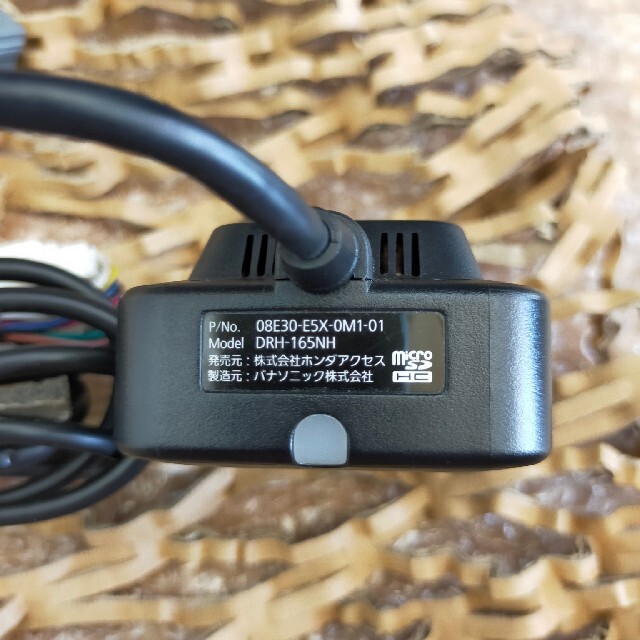 P/No. 08E30-E5X-0M1-01
Model DRH-165NH
発売元：株式会社ホンダアクセス
製造元：パナソニック株式会社
micro SD HC